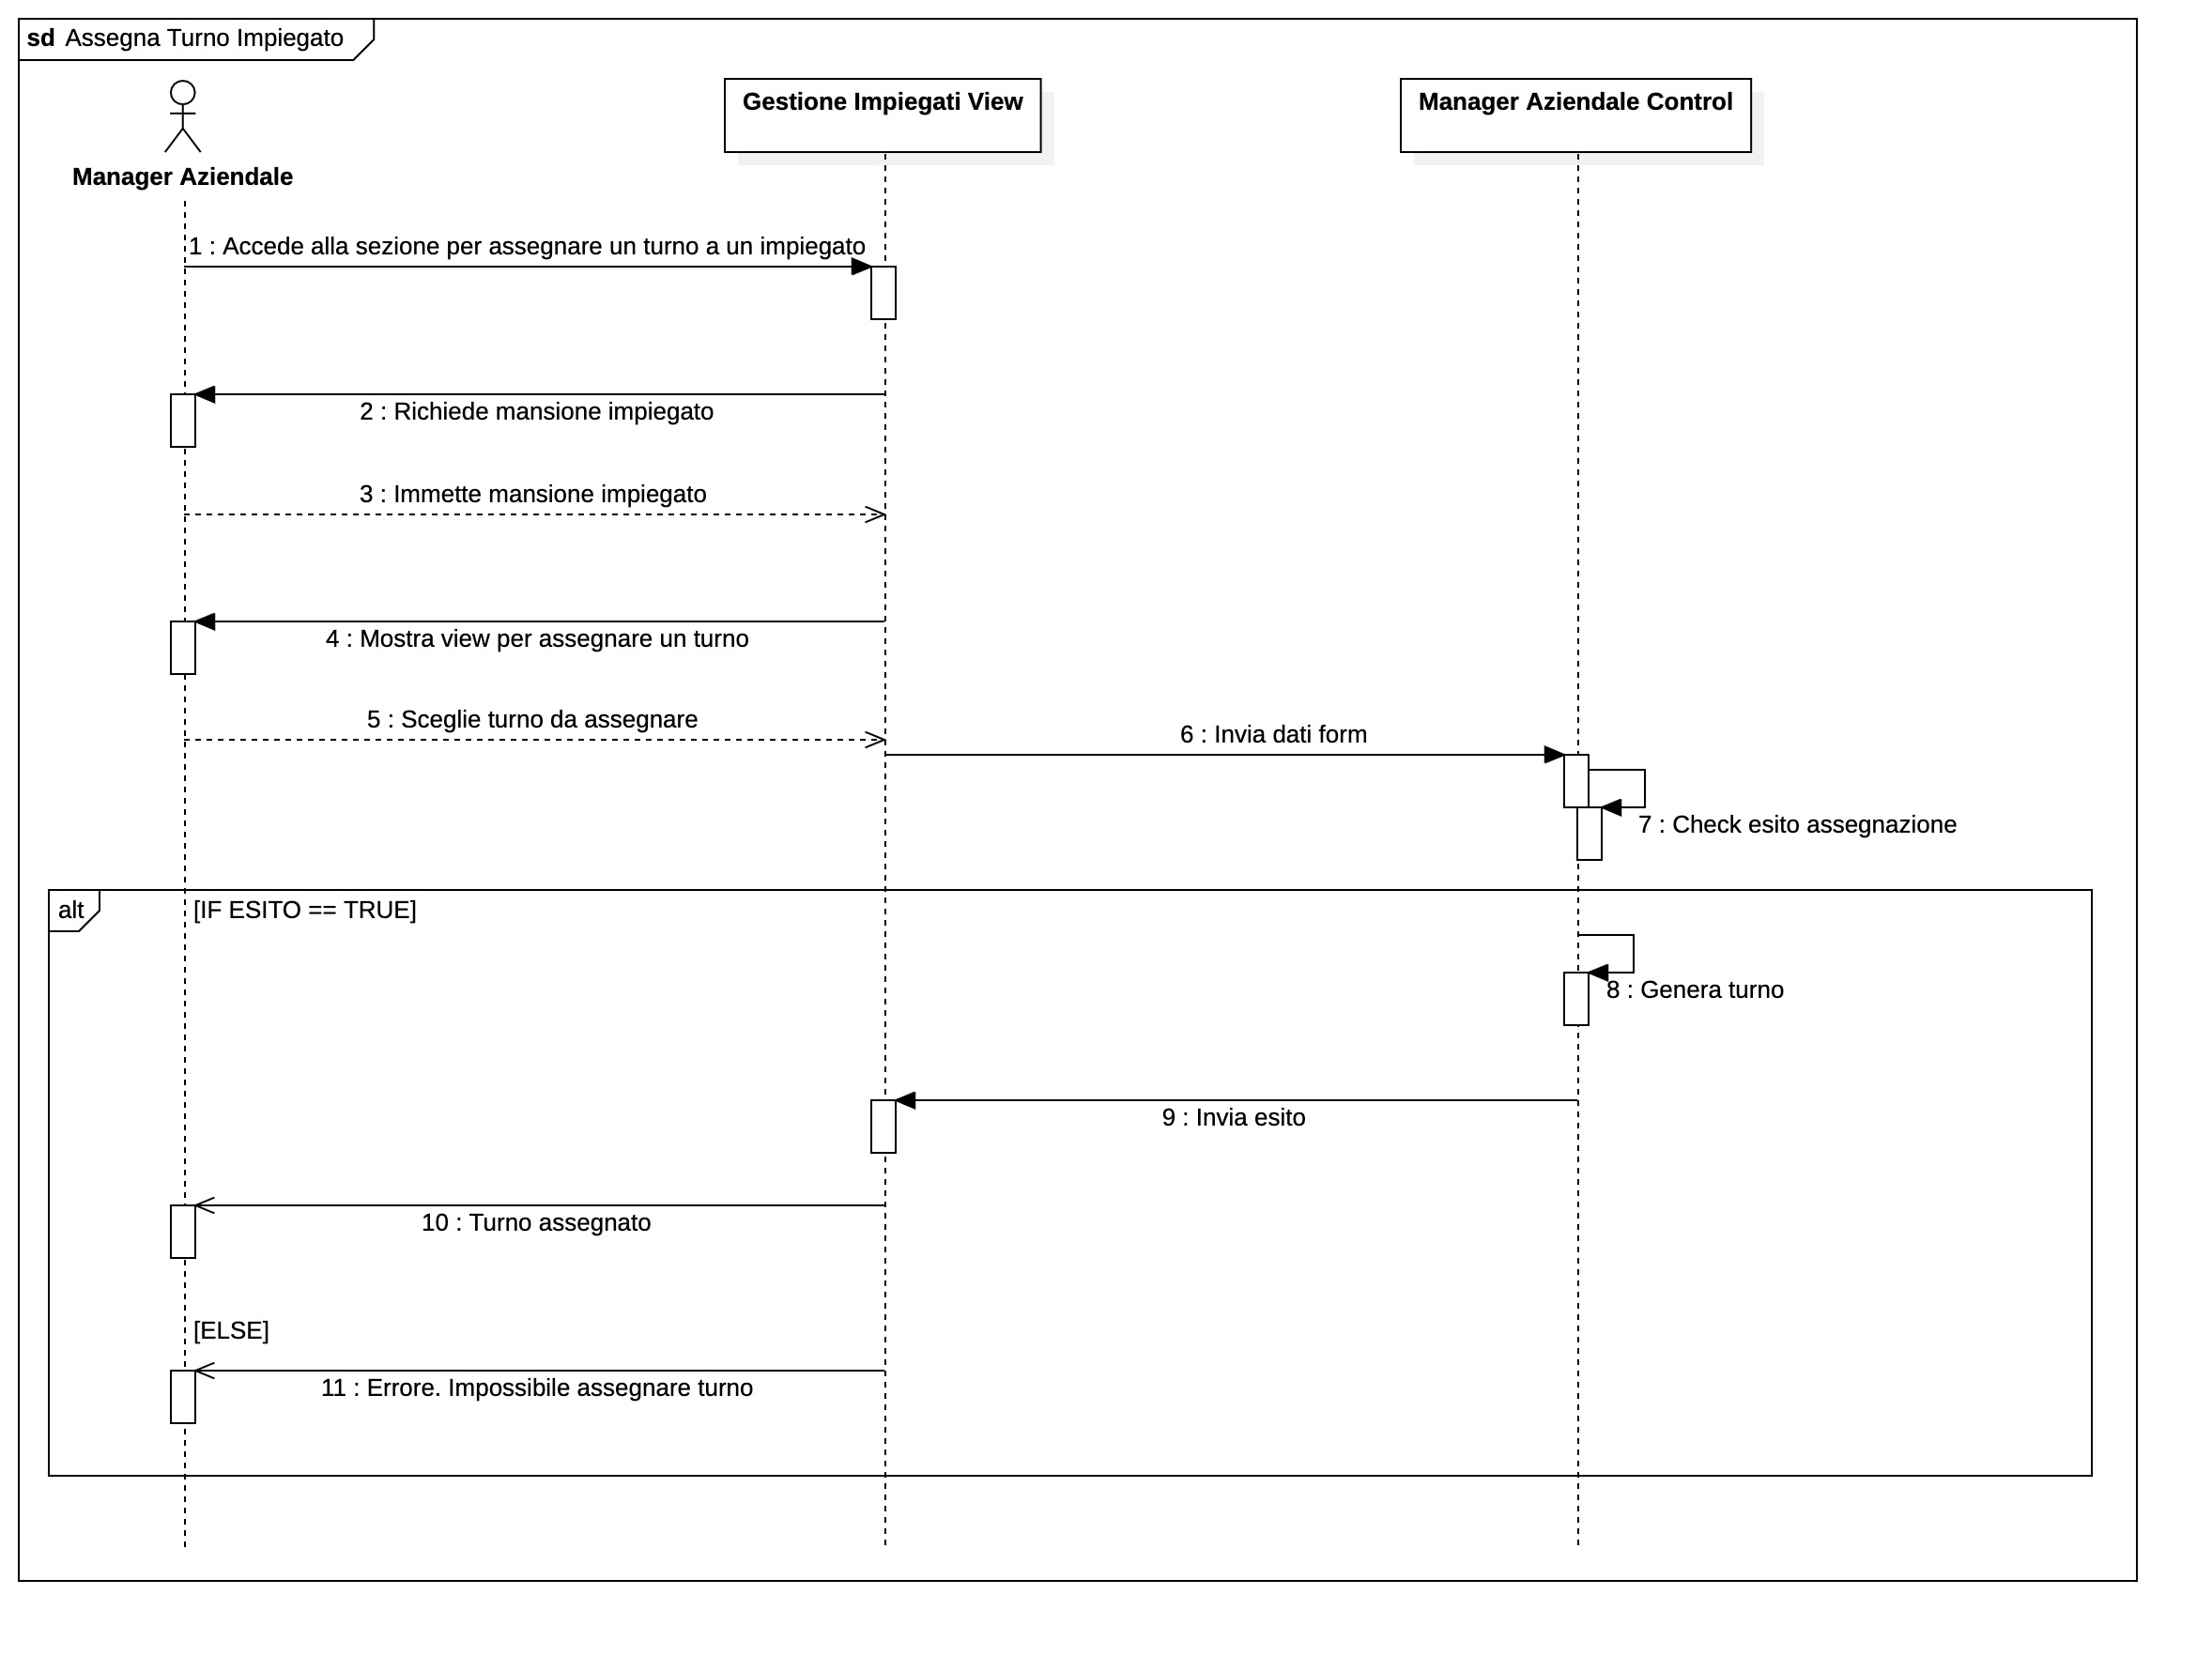 sd Assegna Turno Impiegato
Gestione Impiegati View
Manager Aziendale Control
Manager Aziendale
1 : Accede alla sezione per assegnare un turno a un impiegato
2 : Richiede mansione impiegato
3 : Immette mansione impiegato
4 : Mostra view per assegnare un turno
5 : Sceglie turno da assegnare
6 : Invia dati form
7 : Check esito assegnazione
alt [IF ESITO == TRUE]
8 : Genera turno
9 : Invia esito
10 : Turno assegnato
[ELSE]
11 : Errore. Impossibile assegnare turno